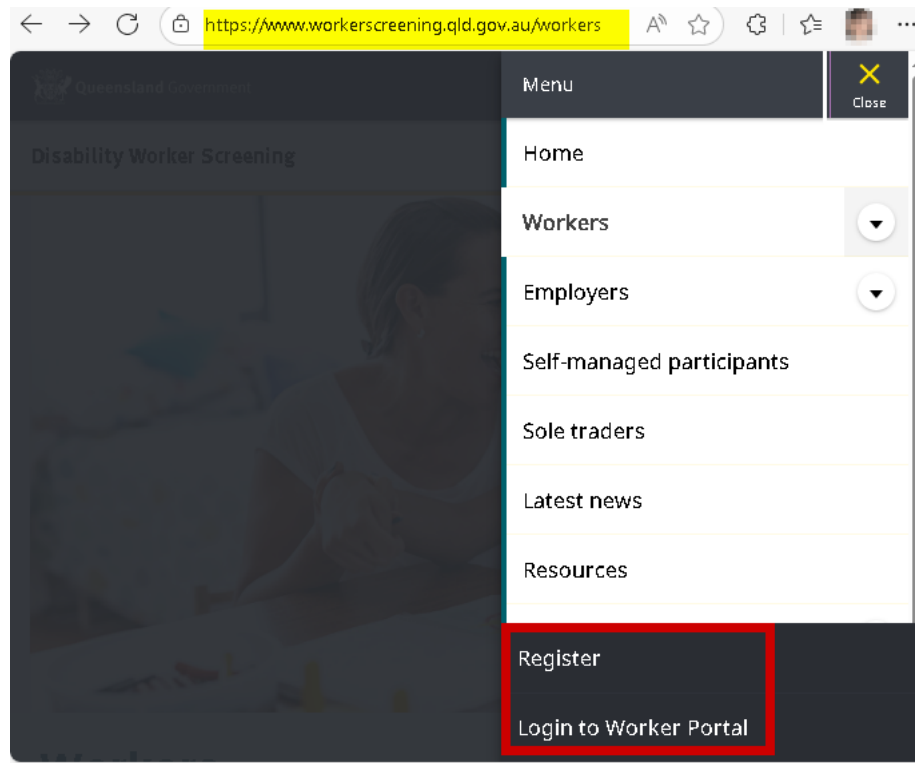 https://www.workerscreening.qld.gov.au/workers
Queensland Government
Menu
Close
Disability Worker Screening
Home
Workers
Employers
Self-managed participants
Sole traders
Latest news
Resources
Register
Login to Worker Portal
Workers